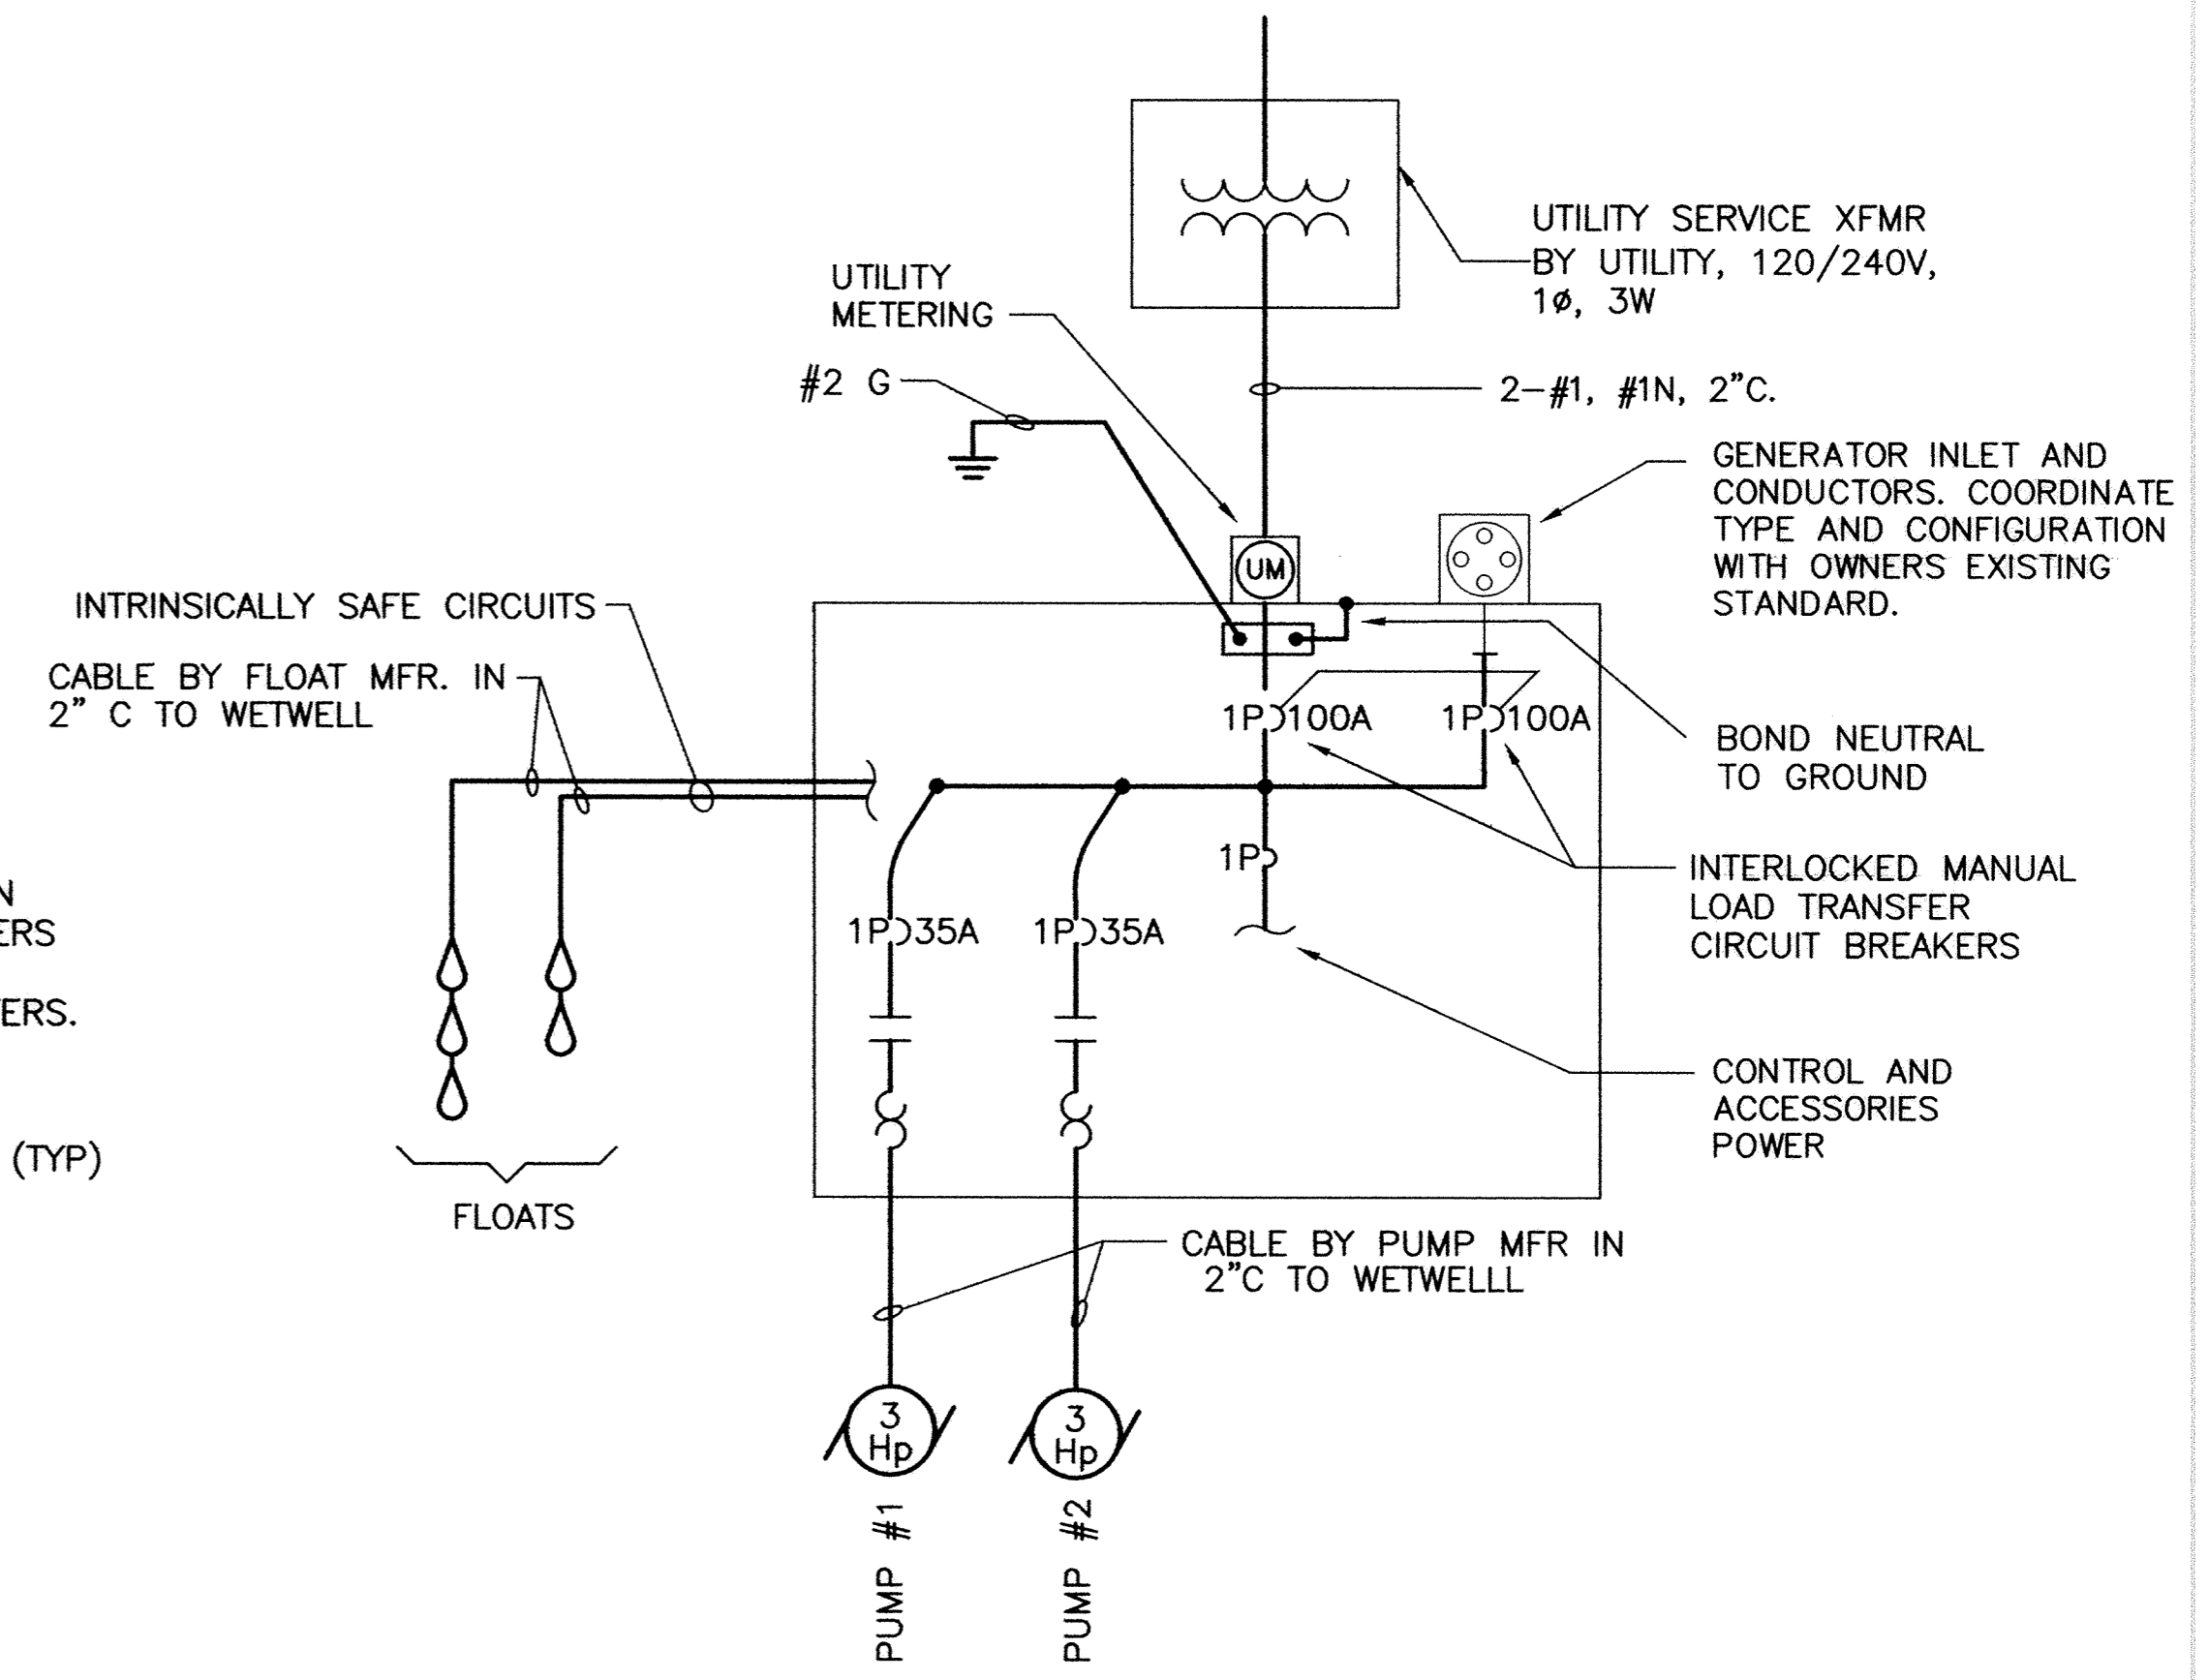 UTILITY SERVICE XFMR
BY UTILITY, 120/240V,
1ø, 3W
UTILITY
METERING
#2 G
2-#1, #1N, 2"C.
GENERATOR INLET AND
CONDUCTORS. COORDINATE
TYPE AND CONFIGURATION
WITH OWNERS EXISTING
STANDARD.
UM
INTRINSICALLY SAFE CIRCUITS
CABLE BY FLOAT MFR. IN
2" C TO WETWELL
1P 100A
1P 100A
BOND NEUTRAL
TO GROUND
1P
INTERLOCKED MANUAL
LOAD TRANSFER
CIRCUIT BREAKERS
N
ERS
1P 35A
1P 35A
TERS.
CONTROL AND
ACCESSORIES
POWER
(TYP)
FLOATS
CABLE BY PUMP MFR IN
2"C TO WETWELLL
3
Hp
3
Hp
PUMP #1
PUMP #2